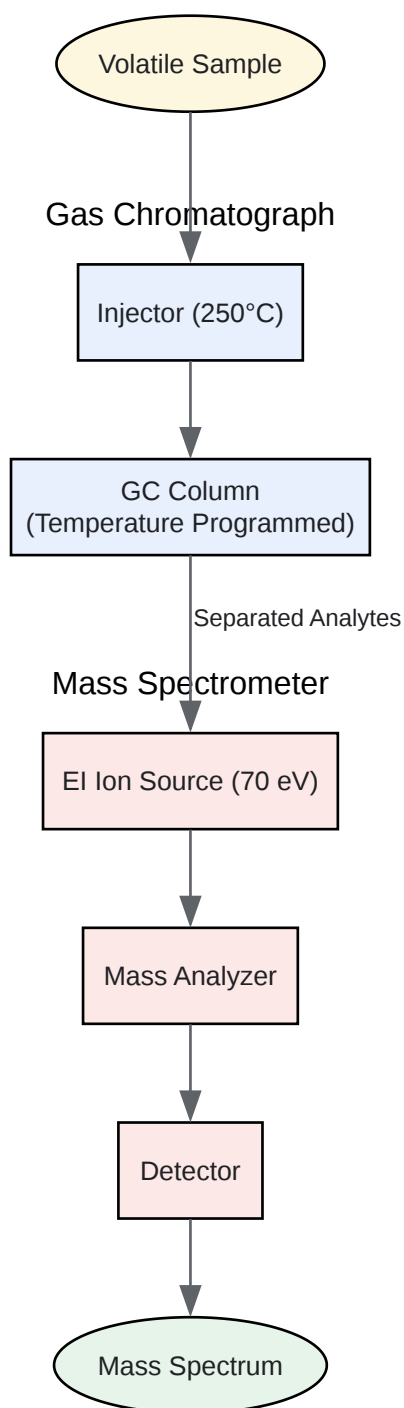 Volatile Sample
Gas Chromatograph
Injector (250°C)
GC Column
(Temperature Programmed)
Separated Analytes
Mass Spectrometer
EI Ion Source (70 eV)
Mass Analyzer
Detector
Mass Spectrum